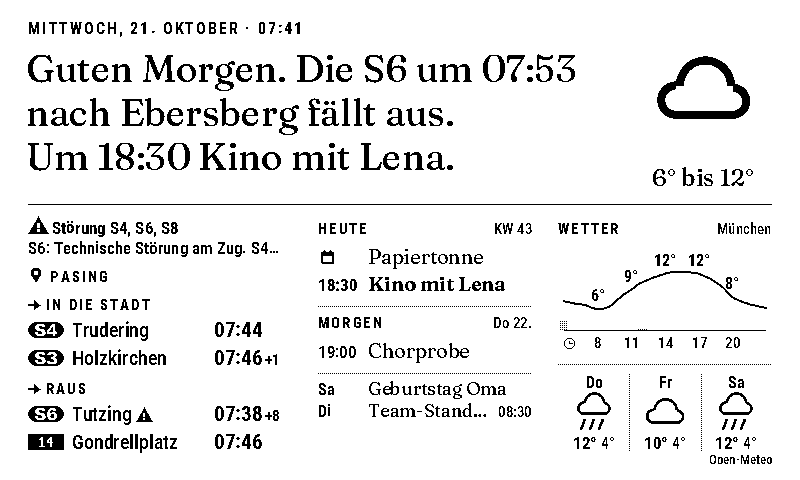 MITTWOCH, 21. OKTOBER · 07:41
Guten Morgen. Die S6 um 07:53
nach Ebersberg fällt aus.
Um 18:30 Kino mit Lena.
6° bis 12°
Störung S4, S6, S8
S6: Technische Störung am Zug. S4…
PASING
IN DIE STADT
S4 Trudering 07:44
S3 Holzkirchen 07:46 +1
RAUS
S6 Tutzing 07:38 +8
14 Gondrellplatz 07:46
HEUTE KW 43
Papiertonne
18:30 Kino mit Lena
MORGEN Do 22.
19:00 Chorprobe
Sa Geburtstag Oma
Di Team-Stand… 08:30
WETTER München
6° 9° 12° 12° 8°
8 11 14 17 20
Do Fr Sa
12° 4° 10° 4° 12° 4°
Open-Meteo